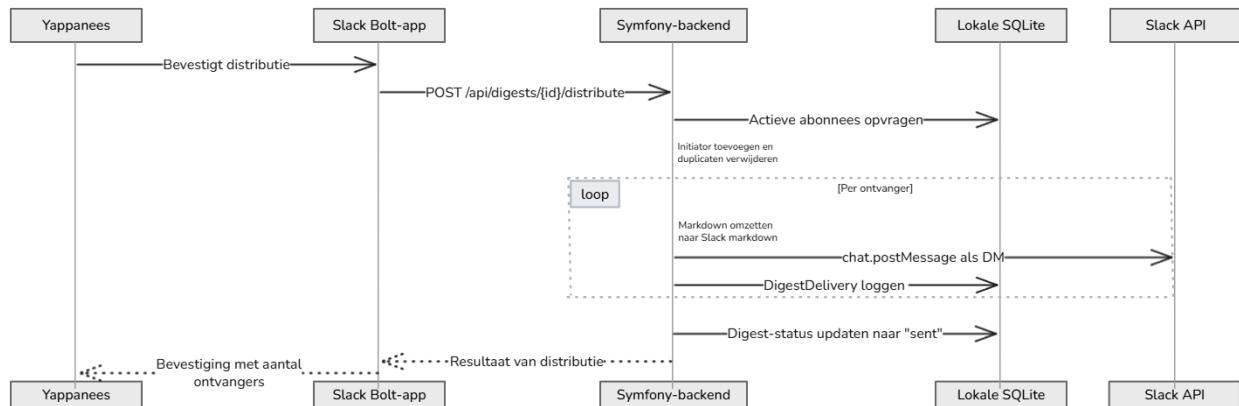 Yappanees
Slack Bolt-app
Symfony-backend
Lokale SQLite
Slack API
Bevestigt distributie
POST /api/digests/{id}/distribute
Actieve abonnees opvragen
Initiator toevoegen en
duplicaten verwijderen
loop
[Per ontvanger]
Markdown omzetten
naar Slack markdown
chat.postMessage als DM
DigestDelivery loggen
Digest-status updaten naar "sent"
Resultaat van distributie
Bevestiging met aantal
ontvangers
Yappanees
Slack Bolt-app
Symfony-backend
Lokale SQLite
Slack API